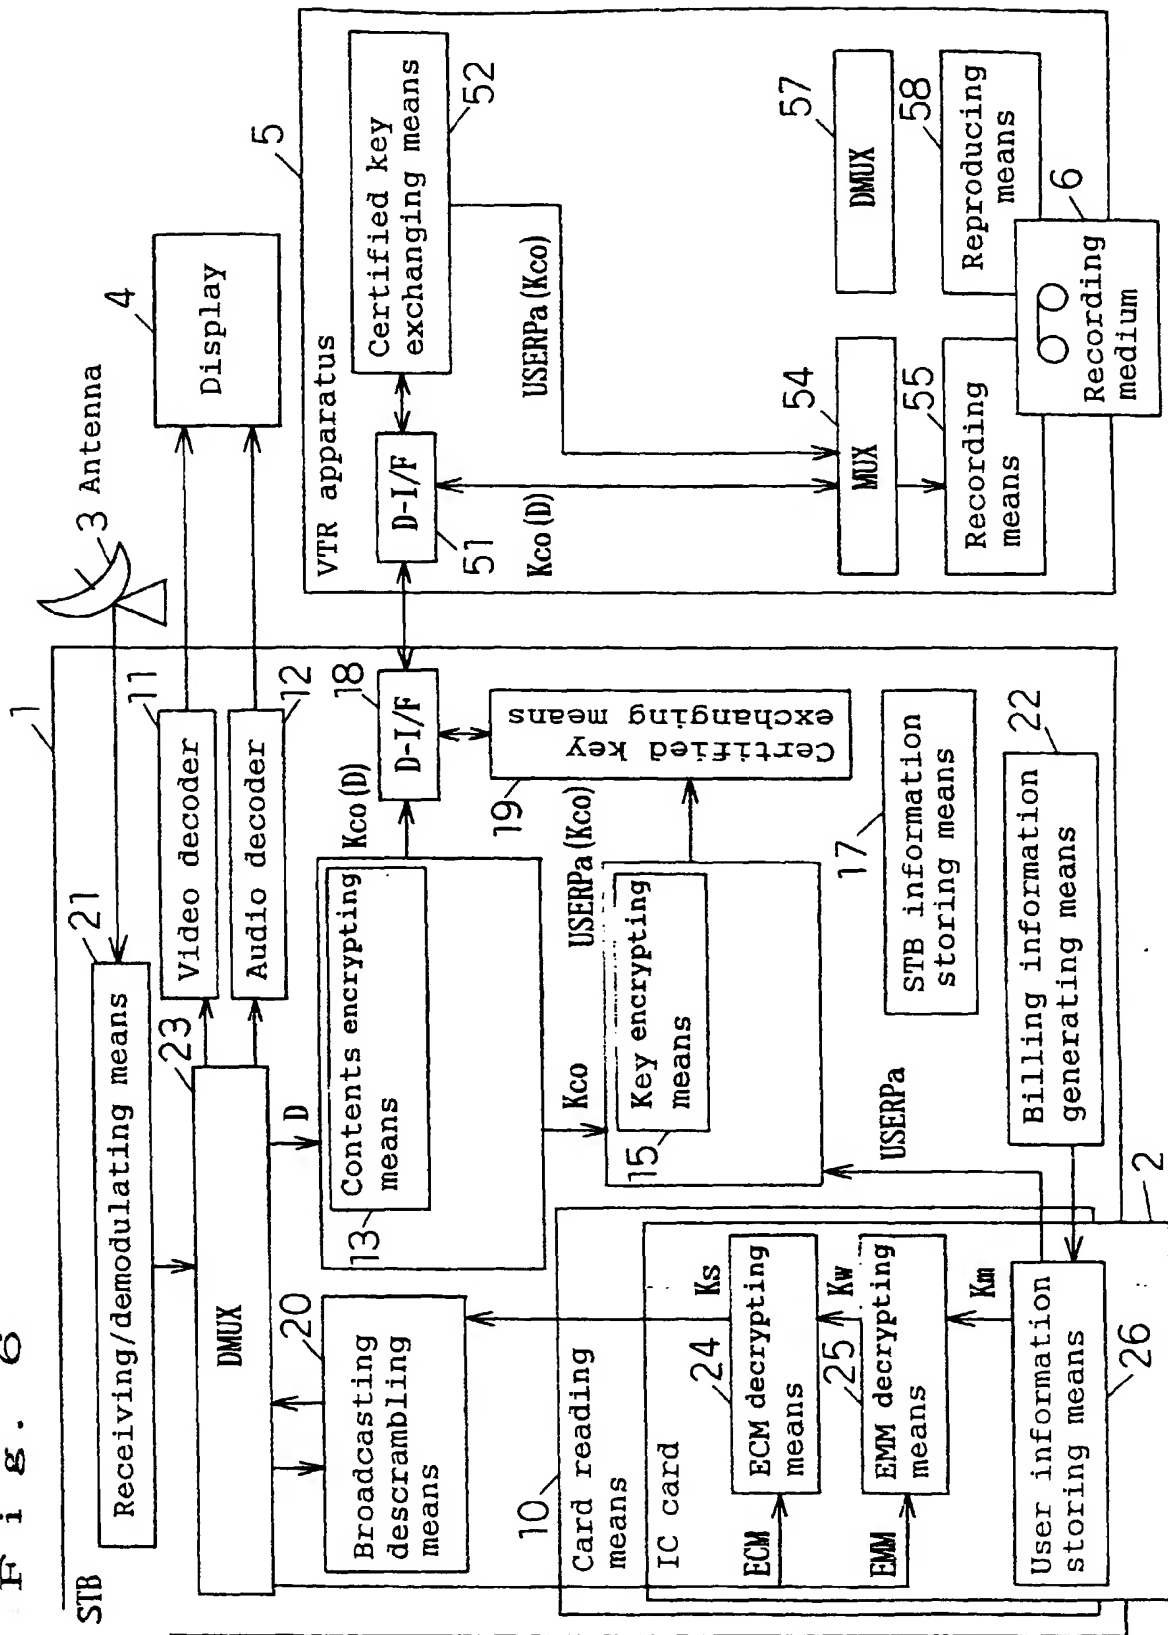 Fig. 6
STB
1
Receiving/demodulating means
21
3 Antenna
4
Display
DMUX
23
Video decoder
11
Audio decoder
12
D
Broadcasting
descrambling
means
20
Contents encrypting
means
13
Kco(D)
D-I/F
18
Certified key
exchanging means
19
Kco
USERPa(Kco)
Key encrypting
means
15
USERPa
10
Card reading
means
IC card
2
ECM
ECM decrypting
means
24
Ks
EMM
EMM decrypting
means
25
Kw
Km
User information
storing means
26
STB information
storing means
17
Billing information
generating means
22
5
VTR apparatus
D-I/F
51
Certified key
exchanging means
52
Kco(D)
USERPa(Kco)
MUX
54
DMUX
57
Recording
means
55
Reproducing
means
58
Recording
medium
6